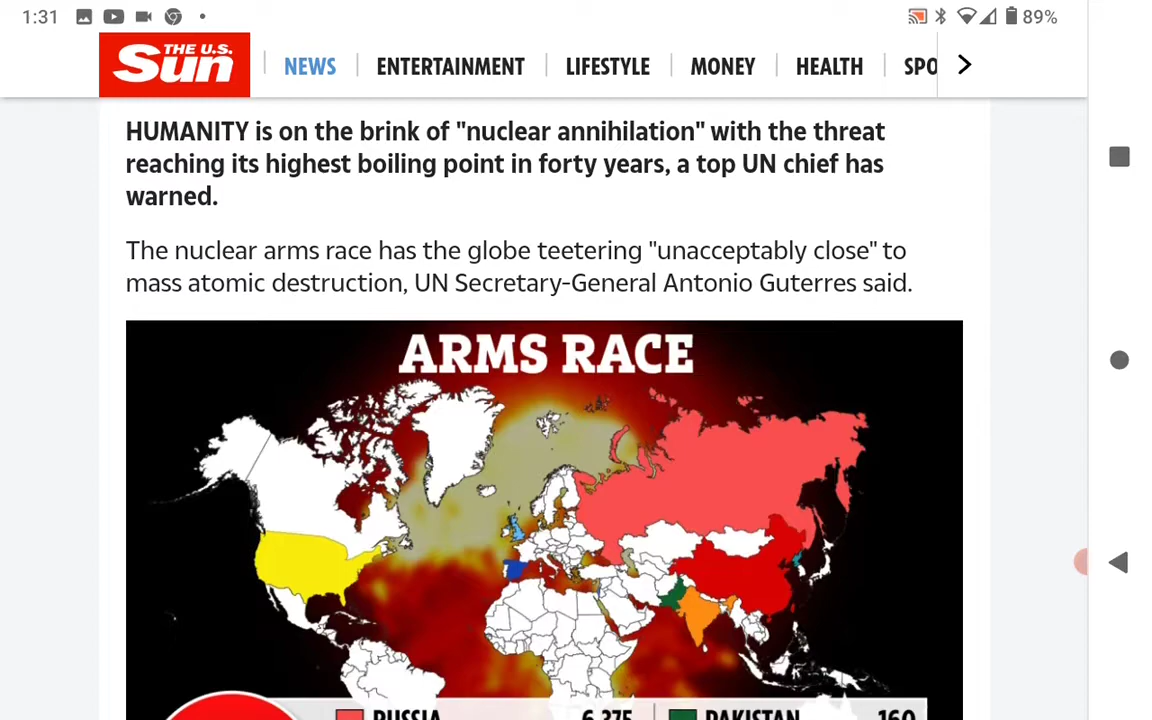 1:31
89%
THE U.S.
Sun
NEWS
ENTERTAINMENT
LIFESTYLE
MONEY
HEALTH
SPO
HUMANITY is on the brink of "nuclear annihilation" with the threat
reaching its highest boiling point in forty years, a top UN chief has
warned.
The nuclear arms race has the globe teetering "unacceptably close" to
mass atomic destruction, UN Secretary-General Antonio Guterres said.
ARMS RACE
RUSSIA 6,375 PAKISTAN 160